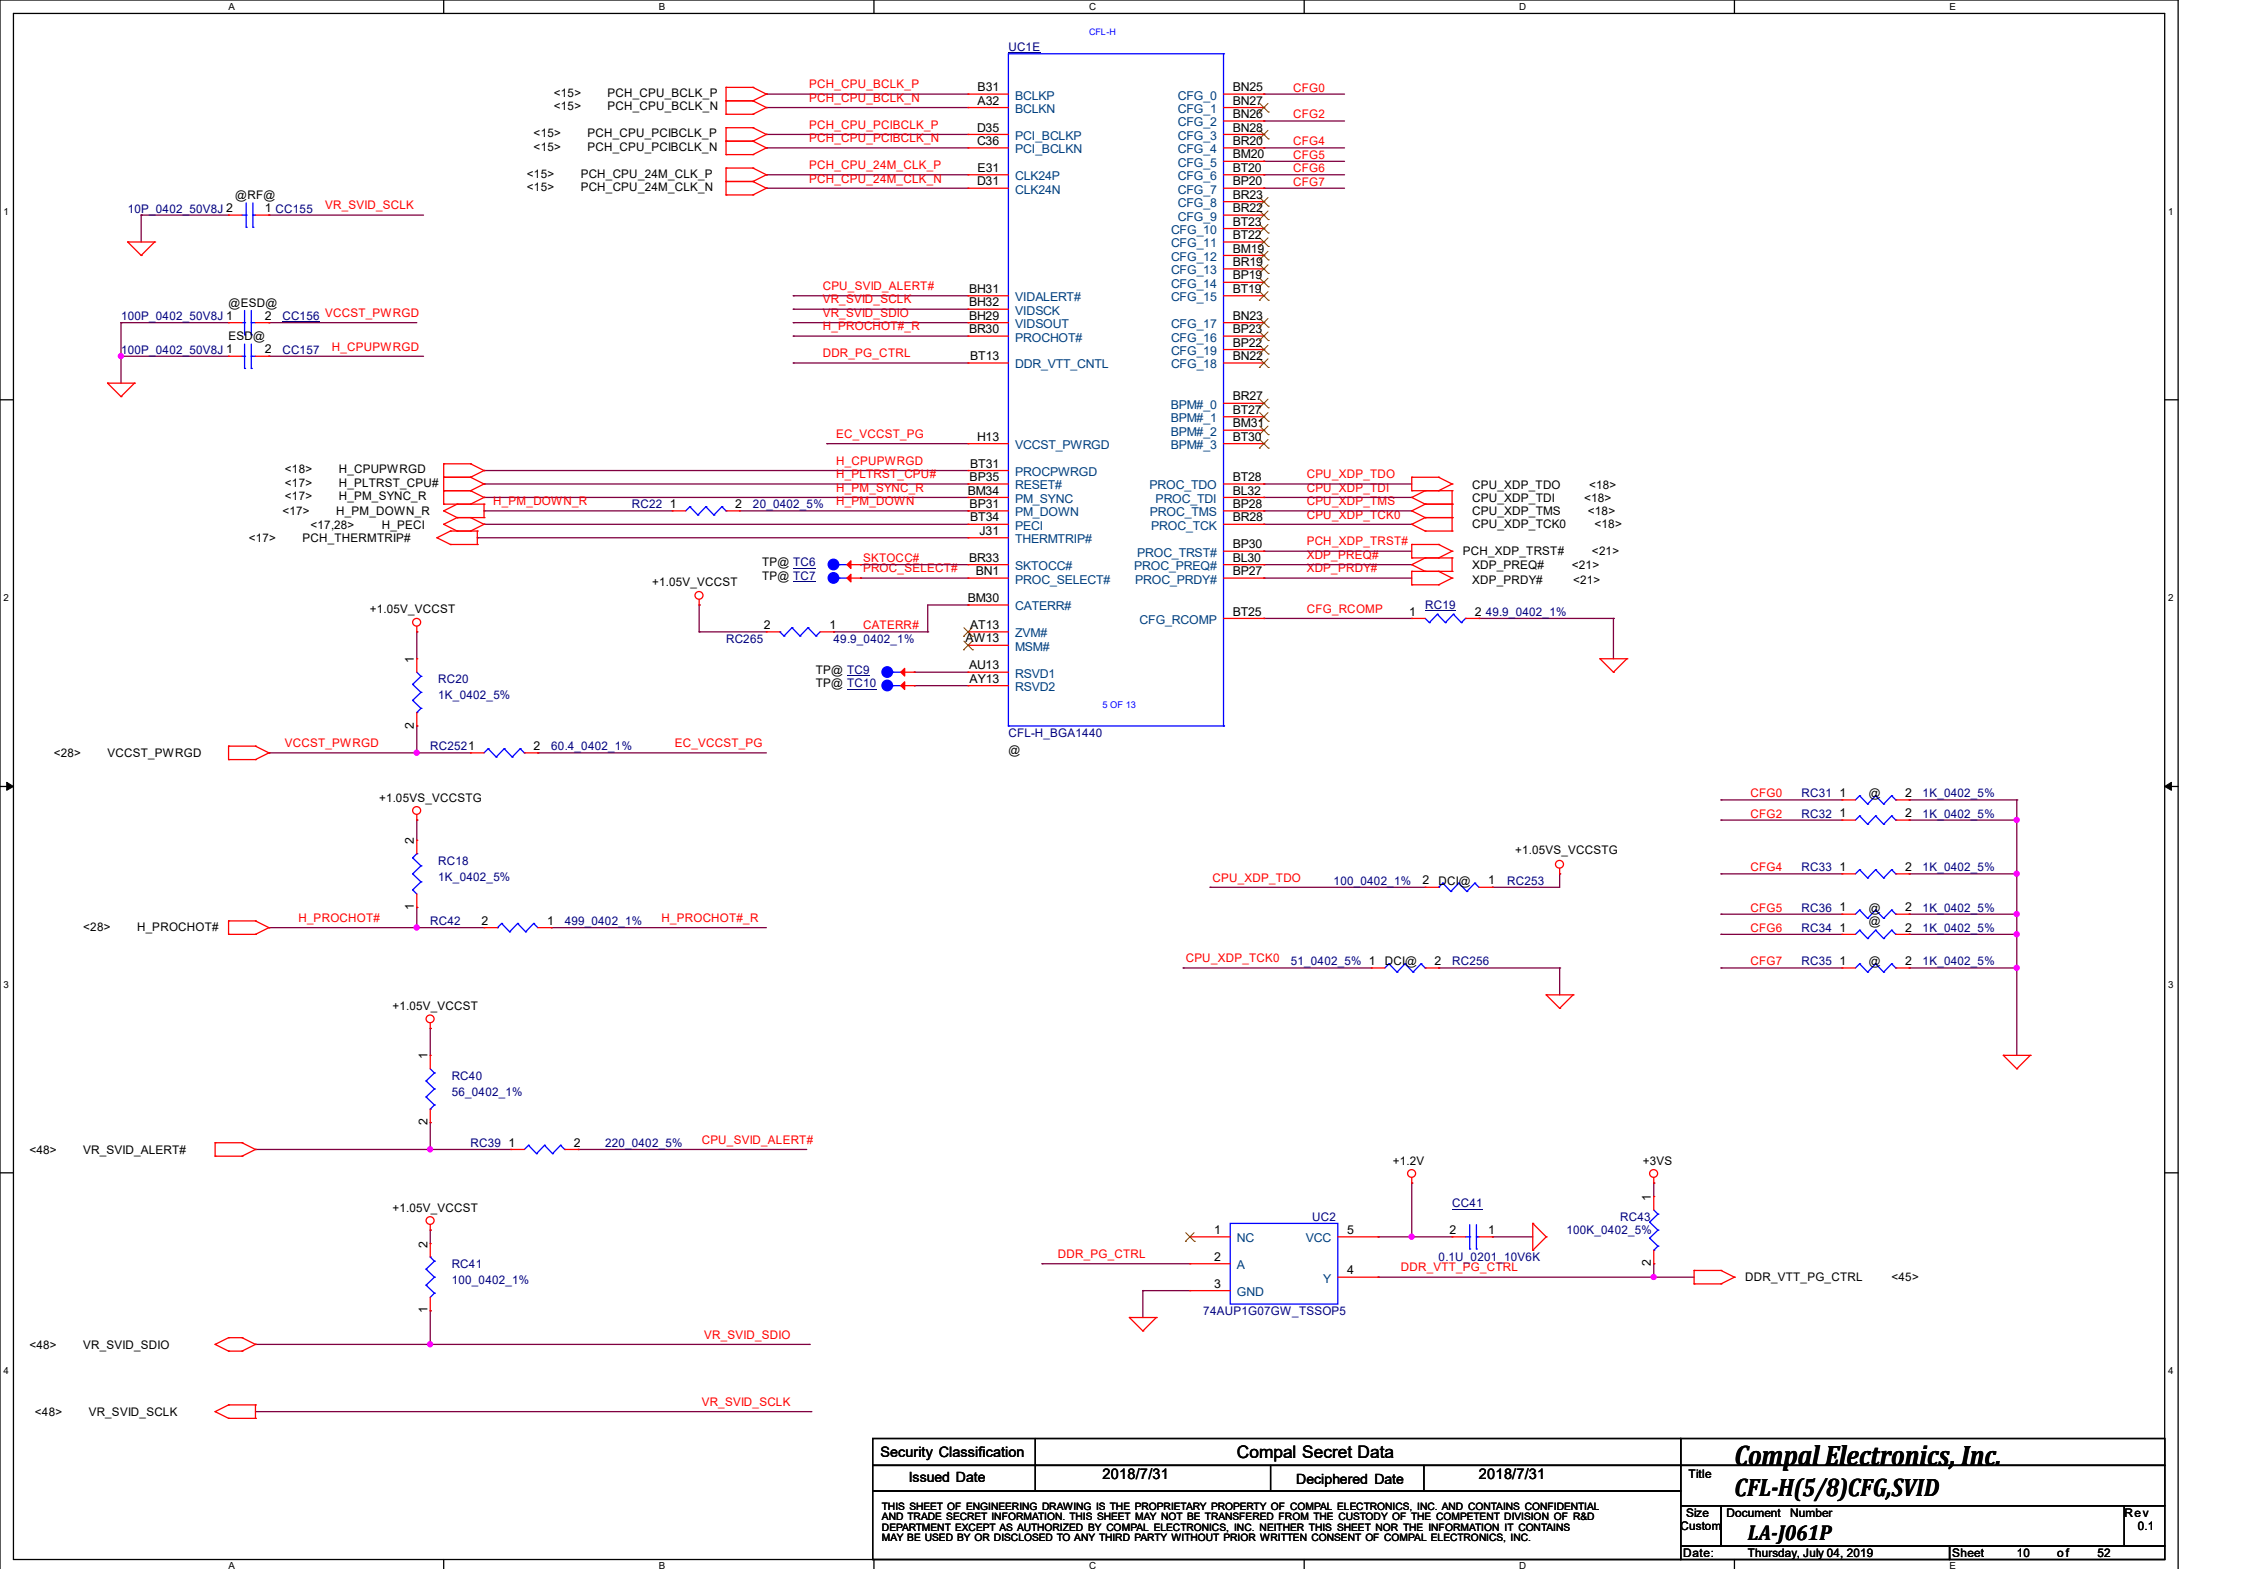 A B C D E
CFL-H
UC1E
<15> PCH_CPU_BCLK_P PCH_CPU_BCLK_P B31 BCLKP
<15> PCH_CPU_BCLK_N PCH_CPU_BCLK_N A32 BCLKN
<15> PCH_CPU_PCIBCLK_P PCH_CPU_PCIBCLK_P D35 PCI_BCLKP
<15> PCH_CPU_PCIBCLK_N PCH_CPU_PCIBCLK_N C36 PCI_BCLKN
<15> PCH_CPU_24M_CLK_P PCH_CPU_24M_CLK_P E31 CLK24P
<15> PCH_CPU_24M_CLK_N PCH_CPU_24M_CLK_N D31 CLK24N
CFG_0 BN25 CFG0
CFG_1 BN27
CFG_2 BN26 CFG2
CFG_3 BN28
CFG_4 BR20 CFG4
CFG_5 BM20 CFG5
CFG_6 BT20 CFG6
CFG_7 BP20 CFG7
CFG_8 BR23
CFG_9 BR22
CFG_10 BT23
CFG_11 BT22
CFG_12 BM19
CFG_13 BR19
CFG_14 BP19
CFG_15 BT19
CFG_17 BN23
CFG_16 BP23
CFG_19 BP22
CFG_18 BN22
BPM#_0 BR27
BPM#_1 BT27
BPM#_2 BM31
BPM#_3 BT30
@RF@
10P_0402_50V8J 2 1 CC155 VR_SVID_SCLK
@ESD@
100P_0402_50V8J 1 2 CC156 VCCST_PWRGD
ESD@
100P_0402_50V8J 1 2 CC157 H_CPUPWRGD
CPU_SVID_ALERT# BH31 VIDALERT#
VR_SVID_SCLK BH32 VIDSCK
VR_SVID_SDIO BH29 VIDSOUT
H_PROCHOT#_R BR30 PROCHOT#
DDR_PG_CTRL BT13 DDR_VTT_CNTL
EC_VCCST_PG H13 VCCST_PWRGD
<18> H_CPUPWRGD H_CPUPWRGD BT31 PROCPWRGD
<17> H_PLTRST_CPU# H_PLTRST_CPU# BP35 RESET#
<17> H_PM_SYNC_R H_PM_SYNC_R BM34 PM_SYNC
<17> H_PM_DOWN_R H_PM_DOWN_R RC22 1 2 20_0402_5% H_PM_DOWN BP31 PM_DOWN
<17,28> H_PECI BT34 PECI
<17> PCH_THERMTRIP# J31 THERMTRIP#
TP@ TC6 SKTOCC# BR33 SKTOCC#
TP@ TC7 PROC_SELECT# BN1 PROC_SELECT#
+1.05V_VCCST
BM30 CATERR#
RC265 2 1 49.9_0402_1% CATERR#
AT13 ZVM#
AW13 MSM#
TP@ TC9 AU13 RSVD1
TP@ TC10 AY13 RSVD2
5 OF 13
CFL-H_BGA1440
@
PROC_TDO BT28 CPU_XDP_TDO CPU_XDP_TDO <18>
PROC_TDI BL32 CPU_XDP_TDI CPU_XDP_TDI <18>
PROC_TMS BP28 CPU_XDP_TMS CPU_XDP_TMS <18>
PROC_TCK BR28 CPU_XDP_TCK0 CPU_XDP_TCK0 <18>
PROC_TRST# BP30 PCH_XDP_TRST# PCH_XDP_TRST# <21>
PROC_PREQ# BL30 XDP_PREQ# XDP_PREQ# <21>
PROC_PRDY# BP27 XDP_PRDY# XDP_PRDY# <21>
CFG_RCOMP BT25 CFG_RCOMP 1 RC19 2 49.9_0402_1%
+1.05V_VCCST
1 RC20 2
1K_0402_5%
<28> VCCST_PWRGD VCCST_PWRGD RC252 1 2 60.4_0402_1% EC_VCCST_PG
+1.05VS_VCCSTG
2 RC18 1
1K_0402_5%
<28> H_PROCHOT# H_PROCHOT# RC42 2 1 499_0402_1% H_PROCHOT#_R
+1.05V_VCCST
1 RC40 2
56_0402_1%
<48> VR_SVID_ALERT# RC39 1 2 220_0402_5% CPU_SVID_ALERT#
+1.05V_VCCST
2 RC41 1
100_0402_1%
<48> VR_SVID_SDIO VR_SVID_SDIO
<48> VR_SVID_SCLK VR_SVID_SCLK
CFG0 RC31 1 @ 2 1K_0402_5%
CFG2 RC32 1 2 1K_0402_5%
CFG4 RC33 1 2 1K_0402_5%
CFG5 RC36 1 @ 2 1K_0402_5%
CFG6 RC34 1 @ 2 1K_0402_5%
CFG7 RC35 1 @ 2 1K_0402_5%
+1.05VS_VCCSTG
CPU_XDP_TDO 100_0402_1% 2 DCI@ 1 RC253
CPU_XDP_TCK0 51_0402_5% 1 DCI@ 2 RC256
+1.2V +3VS
UC2 CC41
1 NC VCC 5 2 1 0.1U_0201_10V6K
1 RC43 2
100K_0402_5%
DDR_PG_CTRL 2 A
3 GND Y 4 DDR_VTT_PG_CTRL DDR_VTT_PG_CTRL <45>
74AUP1G07GW_TSSOP5
1 2 3 4
1 2 3 4
Security Classification Compal Secret Data
Issued Date 2018/7/31 Deciphered Date 2018/7/31
THIS SHEET OF ENGINEERING DRAWING IS THE PROPRIETARY PROPERTY OF COMPAL ELECTRONICS, INC. AND CONTAINS CONFIDENTIAL
AND TRADE SECRET INFORMATION. THIS SHEET MAY NOT BE TRANSFERED FROM THE CUSTODY OF THE COMPETENT DIVISION OF R&D
DEPARTMENT EXCEPT AS AUTHORIZED BY COMPAL ELECTRONICS, INC. NEITHER THIS SHEET NOR THE INFORMATION IT CONTAINS
MAY BE USED BY OR DISCLOSED TO ANY THIRD PARTY WITHOUT PRIOR WRITTEN CONSENT OF COMPAL ELECTRONICS, INC.
Compal Electronics, Inc.
Title
CFL-H(5/8)CFG,SVID
Size Document Number Rev
Custom LA-J061P 0.1
Date: Thursday, July 04, 2019 Sheet 10 of 52
A B C D E